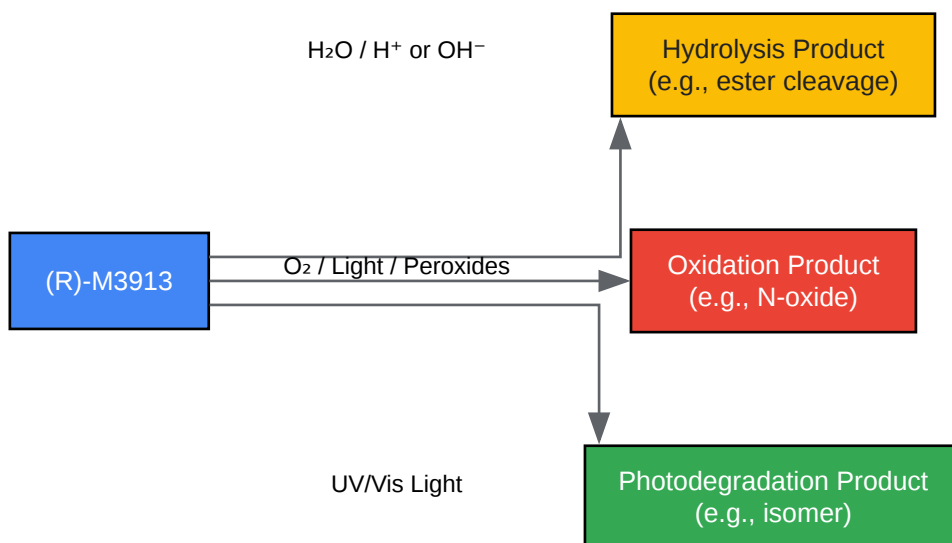 H₂O / H⁺ or OH⁻
Hydrolysis Product
(e.g., ester cleavage)
(R)-M3913
O₂ / Light / Peroxides
Oxidation Product
(e.g., N-oxide)
UV/Vis Light
Photodegradation Product
(e.g., isomer)